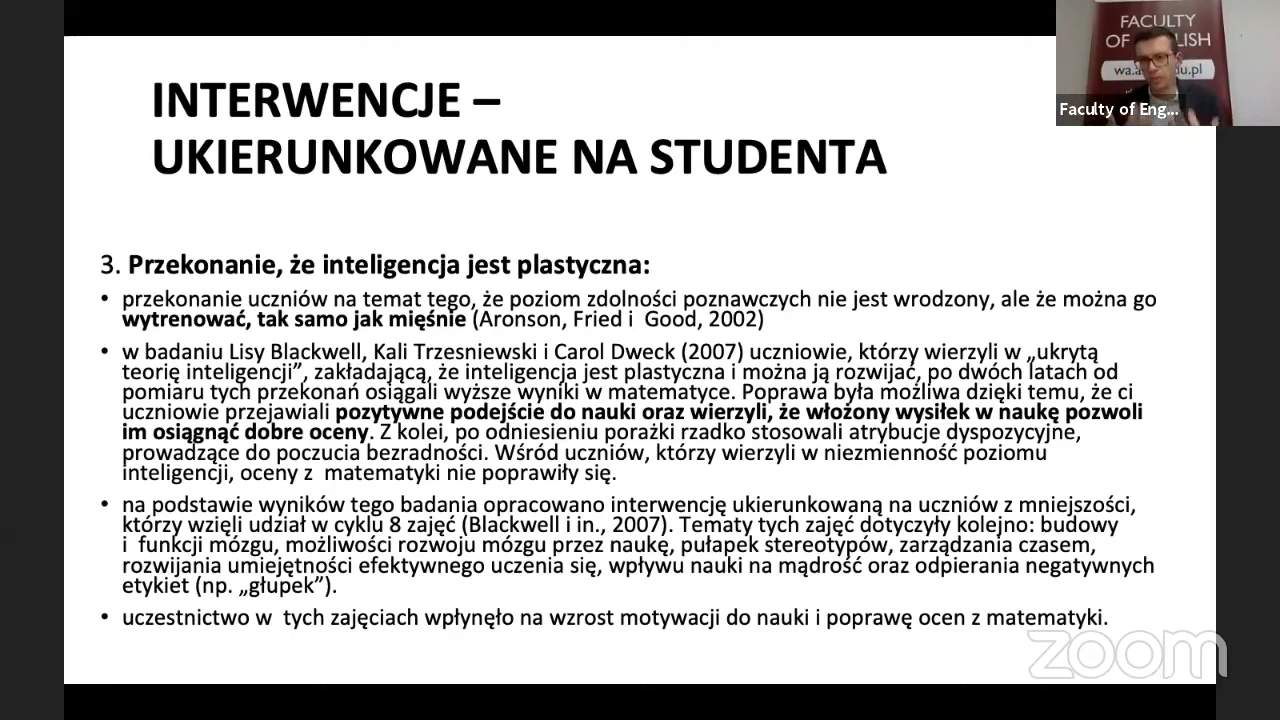 INTERWENCJE –
UKIERUNKOWANE NA STUDENTA
3. Przekonanie, że inteligencja jest plastyczna:
• przekonanie uczniów na temat tego, że poziom zdolności poznawczych nie jest wrodzony, ale że można go
wytrenować, tak samo jak mięśnie (Aronson, Fried i Good, 2002)
• w badaniu Lisy Blackwell, Kali Trzesniewski i Carol Dweck (2007) uczniowie, którzy wierzyli w „ukrytą
teorię inteligencji”, zakładającą, że inteligencja jest plastyczna i można ją rozwijać, po dwóch latach od
pomiaru tych przekonań osiągali wyższe wyniki w matematyce. Poprawa była możliwa dzięki temu, że ci
uczniowie przejawiali pozytywne podejście do nauki oraz wierzyli, że włożony wysiłek w naukę pozwoli
im osiągnąć dobre oceny. Z kolei, po odniesieniu porażki rzadko stosowali atrybucje dyspozycyjne,
prowadzące do poczucia bezradności. Wśród uczniów, którzy wierzyli w niezmienność poziomu
inteligencji, oceny z matematyki nie poprawiły się.
• na podstawie wyników tego badania opracowano interwencję ukierunkowaną na uczniów z mniejszości,
którzy wzięli udział w cyklu 8 zajęć (Blackwell i in., 2007). Tematy tych zajęć dotyczyły kolejno: budowy
i funkcji mózgu, możliwości rozwoju mózgu przez naukę, pułapek stereotypów, zarządzania czasem,
rozwijania umiejętności efektywnego uczenia się, wpływu nauki na mądrość oraz odpierania negatywnych
etykiet (np. „głupek”).
• uczestnictwo w tych zajęciach wpłynęło na wzrost motywacji do nauki i poprawę ocen z matematyki.
FACULTY
OF
Faculty of Eng...
zoom